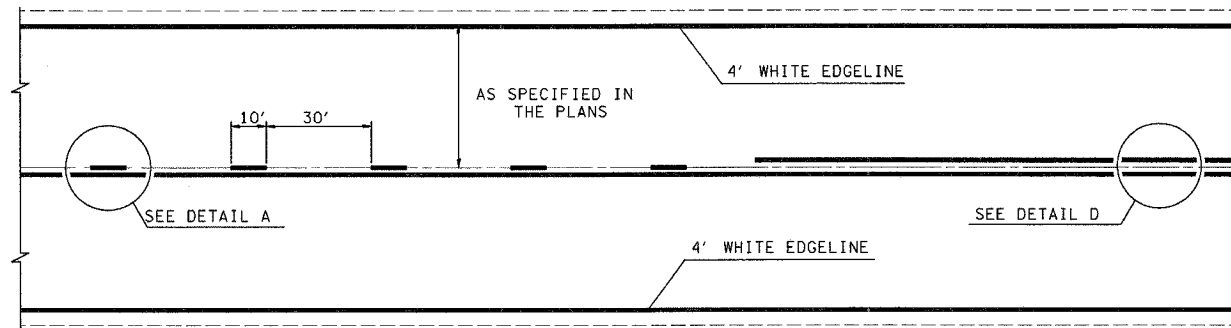 4' WHITE EDGELINE
AS SPECIFIED IN
THE PLANS
10'
30'
SEE DETAIL A
SEE DETAIL D
4' WHITE EDGELINE